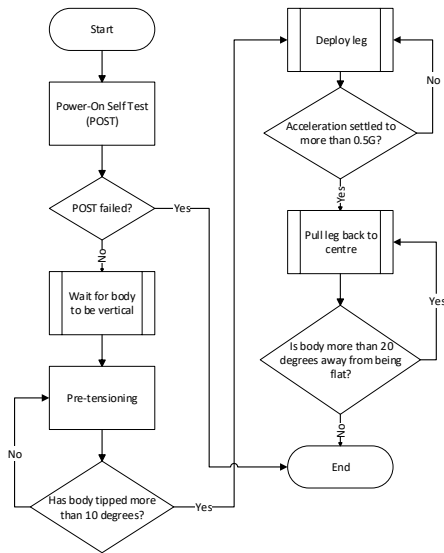 Start
Power-On Self Test
(POST)
POST failed?
Yes
No
Wait for body
to be vertical
Pre-tensioning
No
Has body tipped more
than 10 degrees?
Yes
Deploy leg
No
Acceleration settled to
more than 0.5G?
Yes
Pull leg back to
centre
Yes
Is body more than 20
degrees away from being
flat?
No
End